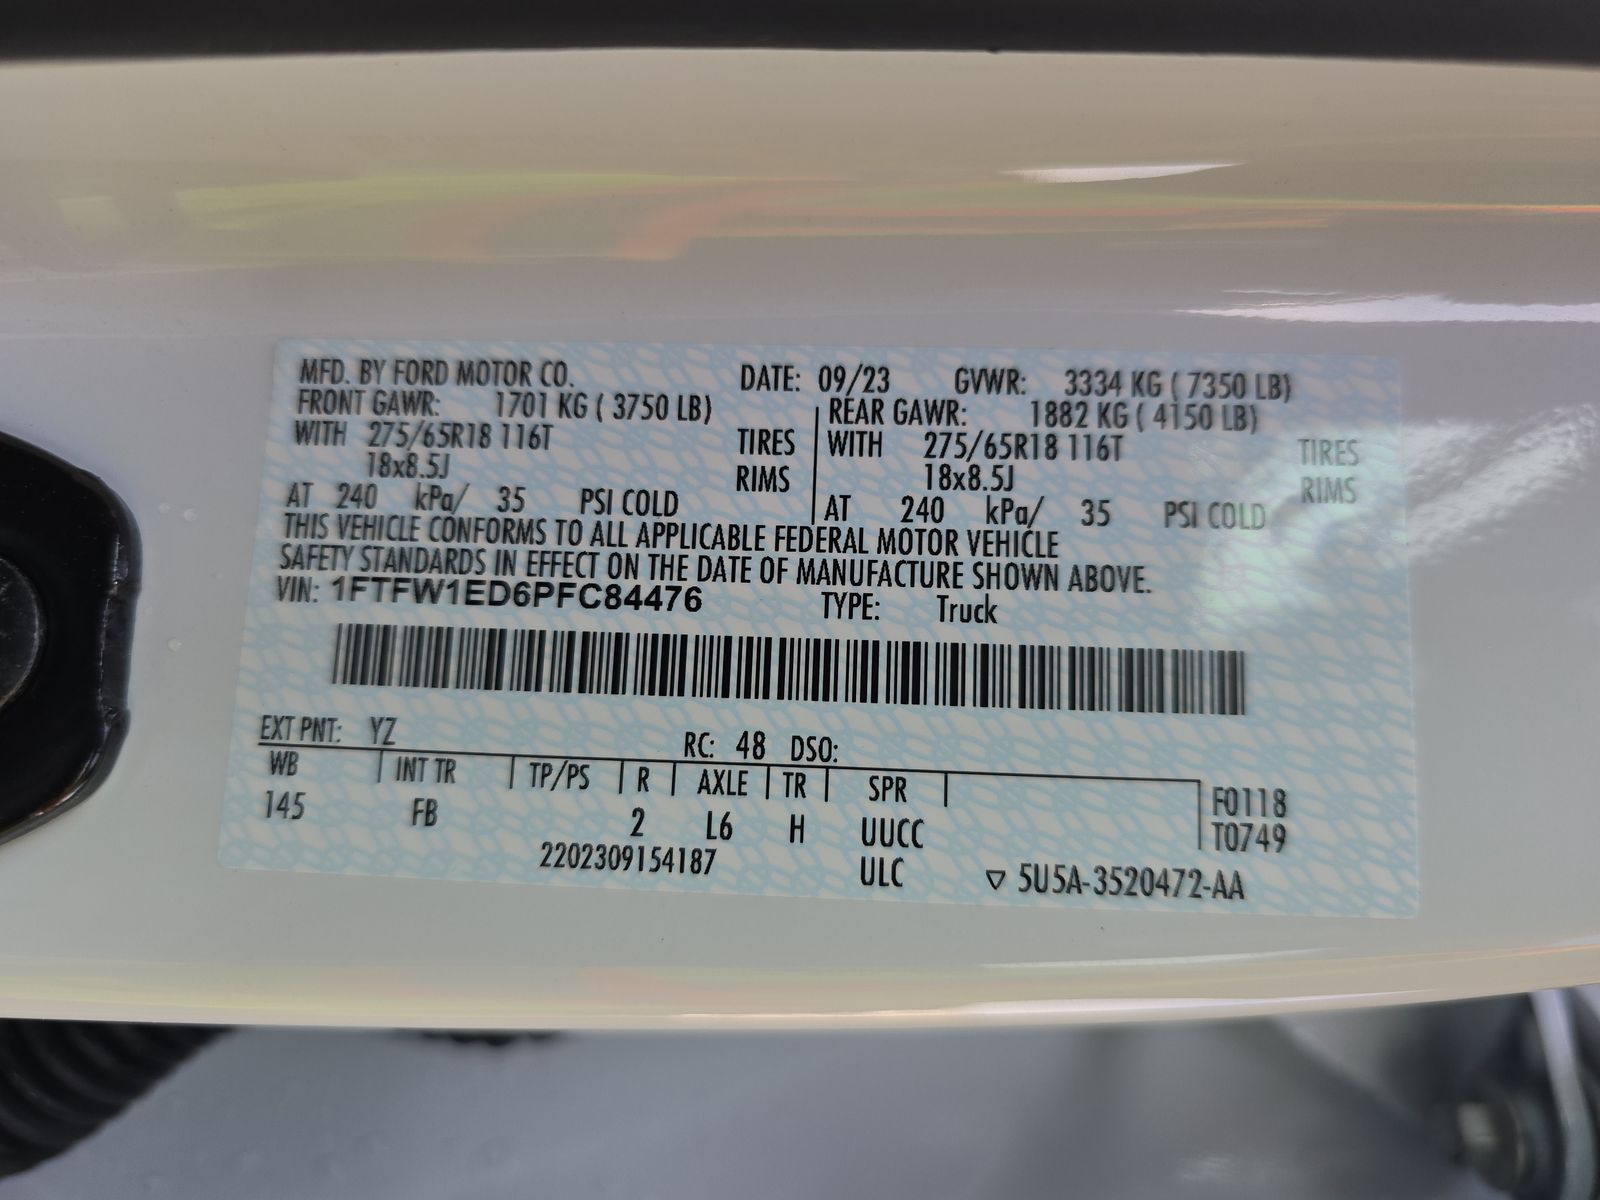 MFD. BY FORD MOTOR CO. DATE: 09/23 GVWR: 3334 KG ( 7350 LB)
FRONT GAWR: 1701 KG ( 3750 LB) REAR GAWR: 1882 KG ( 4150 LB)
WITH 275/65R18 116T TIRES WITH 275/65R18 116T TIRES
18x8.5J RIMS 18x8.5J RIMS
AT 240 kPa/ 35 PSI COLD AT 240 kPa/ 35 PSI COLD
THIS VEHICLE CONFORMS TO ALL APPLICABLE FEDERAL MOTOR VEHICLE
SAFETY STANDARDS IN EFFECT ON THE DATE OF MANUFACTURE SHOWN ABOVE.
VIN: 1FTFW1ED6PFC84476 TYPE: Truck
EXT PNT: YZ RC: 48 DSO:
WB INT TR TP/PS R AXLE TR SPR F0118
145 FB 2 L6 H UUCC T0749
2202309154187 ULC ▽ 5U5A-3520472-AA